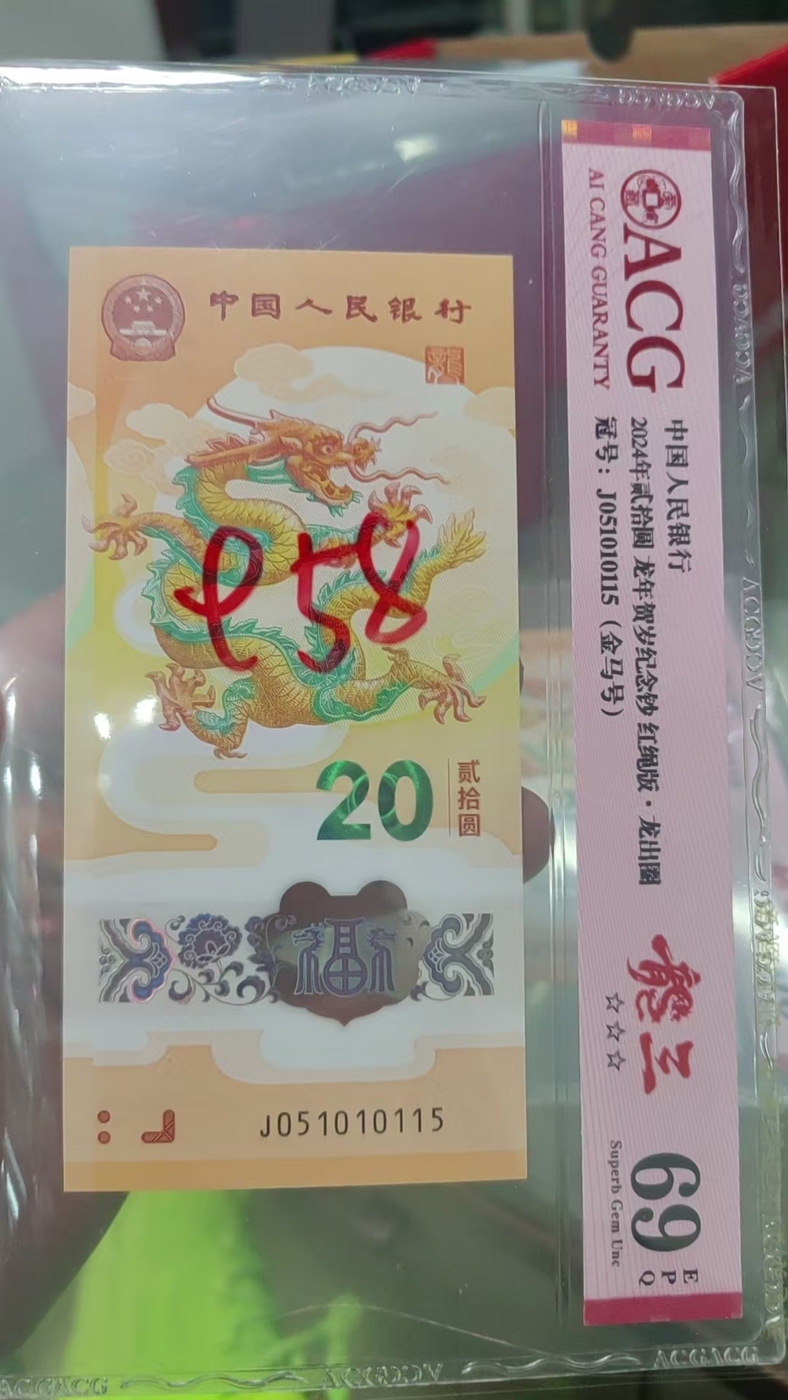 中国人民银行
958
20
贰拾圆
福
J051010115
ACG
AI CANG GUARANTY
中国人民银行
2024年贰拾圆 龙年贺岁纪念钞 红绳版·龙出圈
冠号：J051010115（金马号）
☆☆☆
69
EPQ
Superb Gem Unc
ACGACG